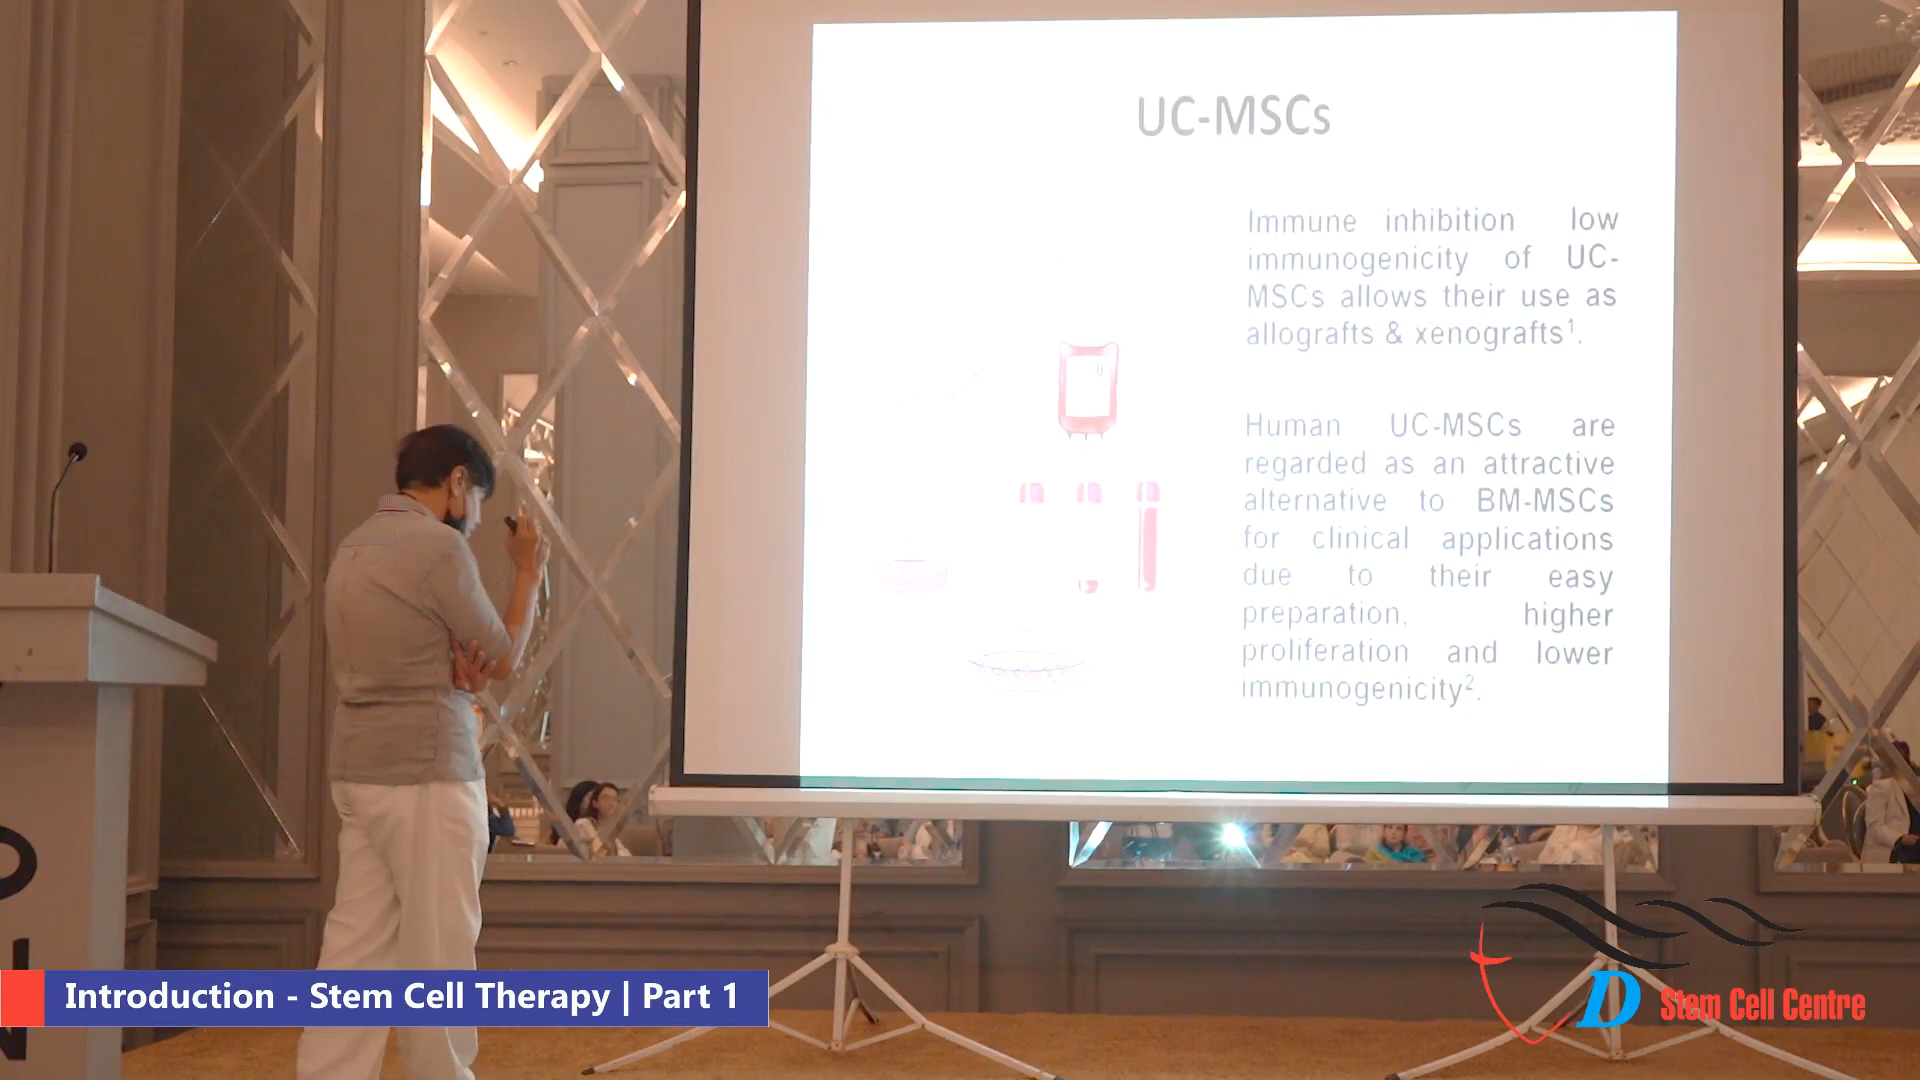 UC-MSCs
Immune inhibition low
immunogenicity of UC-
MSCs allows their use as
allografts & xenografts¹.
Human UC-MSCs are
regarded as an attractive
alternative to BM-MSCs
for clinical applications
due to their easy
preparation, higher
proliferation and lower
immunogenicity².
Introduction - Stem Cell Therapy | Part 1
D Stem Cell Centre